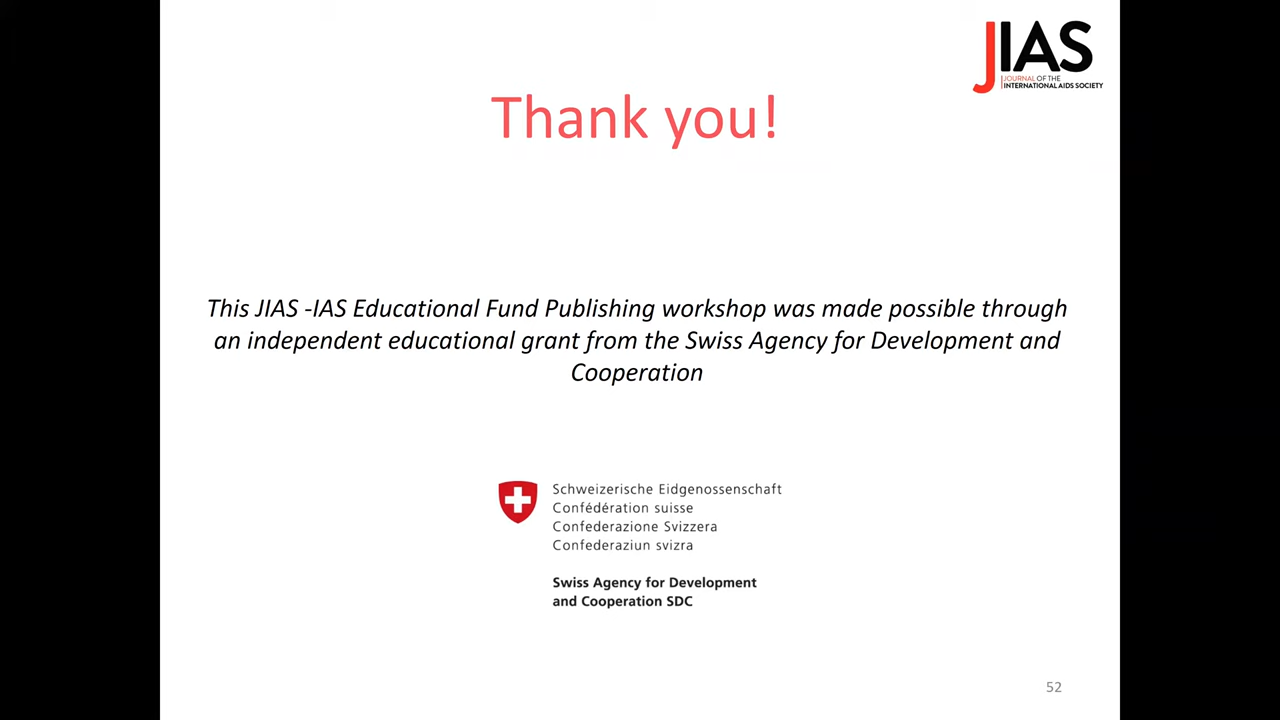 JIAS
JOURNAL OF THE
INTERNATIONAL AIDS SOCIETY
Thank you!
This JIAS -IAS Educational Fund Publishing workshop was made possible through
an independent educational grant from the Swiss Agency for Development and
Cooperation
Schweizerische Eidgenossenschaft
Confédération suisse
Confederazione Svizzera
Confederaziun svizra
Swiss Agency for Development
and Cooperation SDC
52